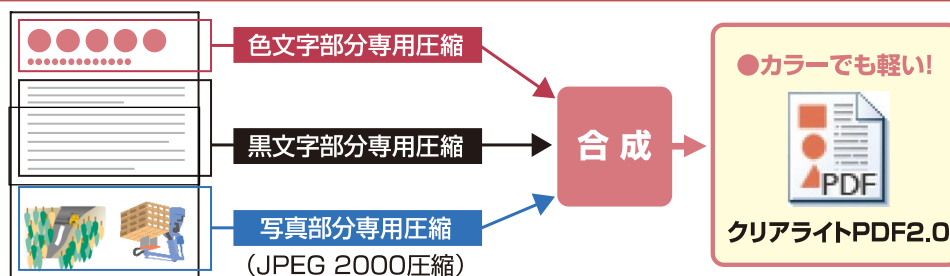 色文字部分専用圧縮
黒文字部分専用圧縮
写真部分専用圧縮
(JPEG 2000圧縮)
合成
●カラーでも軽い!
PDF
クリアライトPDF2.0